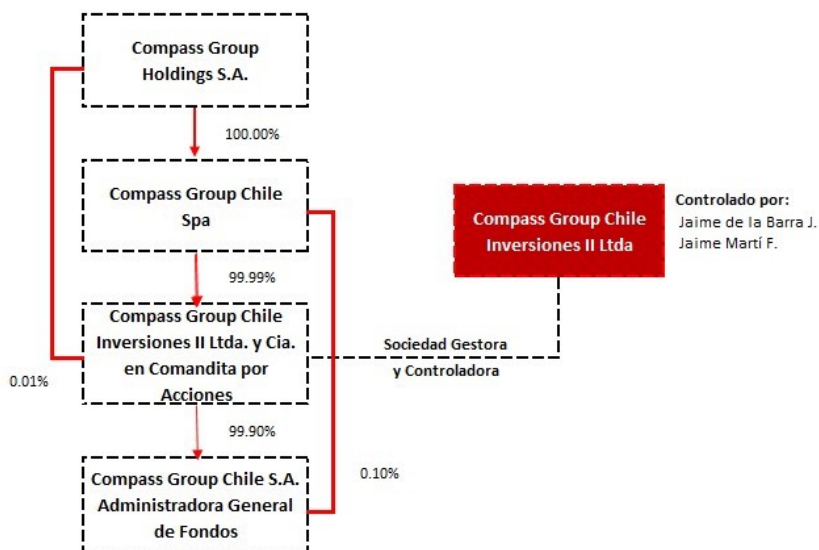 Compass Group
Holdings S.A.
100.00%
Compass Group Chile
Spa
Compass Group Chile
Inversiones II Ltda
Controlado por:
Jaime de la Barra J.
Jaime Martí F.
99.99%
Compass Group Chile
Inversiones II Ltda. y Cia.
en Comandita por
Acciones
Sociedad Gestora
y Controladora
0.01%
99.90%
Compass Group Chile S.A.
Administradora General
de Fondos
0.10%